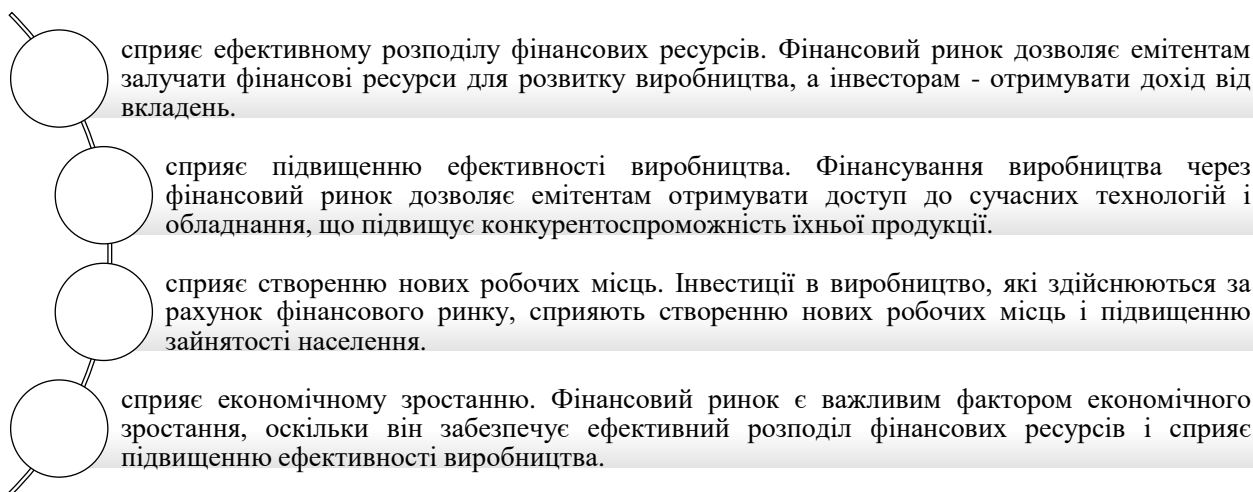 сприяє ефективному розподілу фінансових ресурсів. Фінансовий ринок дозволяє емітентам
залучати фінансові ресурси для розвитку виробництва, а інвесторам - отримувати дохід від
вкладень.
сприяє підвищенню ефективності виробництва. Фінансування виробництва через
фінансовий ринок дозволяє емітентам отримувати доступ до сучасних технологій і
обладнання, що підвищує конкурентоспроможність їхньої продукції.
сприяє створенню нових робочих місць. Інвестиції в виробництво, які здійснюються за
рахунок фінансового ринку, сприяють створенню нових робочих місць і підвищенню
зайнятості населення.
сприяє економічному зростанню. Фінансовий ринок є важливим фактором економічного
зростання, оскільки він забезпечує ефективний розподіл фінансових ресурсів і сприяє
підвищенню ефективності виробництва.